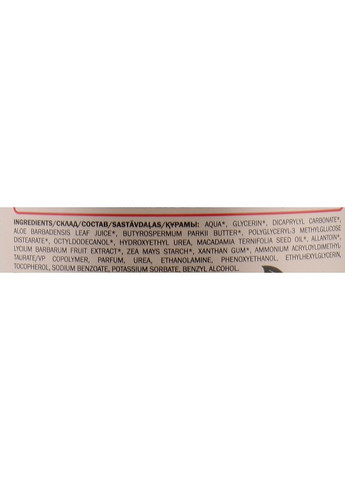 INGREDIENTS/СКЛАД/СОСТАВ/SASTĀVDAĻAS/ҚҰРАМЫ: AQUA*, GLYCERIN*, DICAPRYLYL CARBONATE*,
ALOE BARBADENSIS LEAF JUICE*, BUTYROSPERMUM PARKII BUTTER*, POLYGLYCERYL-3 METHYLGLUCOSE
DISTEARATE*, OCTYLDODECANOL*, HYDROXYETHYL UREA, MACADAMIA TERNIFOLIA SEED OIL*, ALLANTOIN*,
LYCIUM BARBARUM FRUIT EXTRACT*, ZEA MAYS STARCH*, XANTHAN GUM*, AMMONIUM ACRYLOYLDIMETHYL
TAURATE/VP COPOLYMER, PARFUM, UREA, ETHANOLAMINE, PHENOXYETHANOL, ETHYLHEXYLGLYCERIN,
TOCOPHEROL, SODIUM BENZOATE, POTASSIUM SORBATE, BENZYL ALCOHOL.